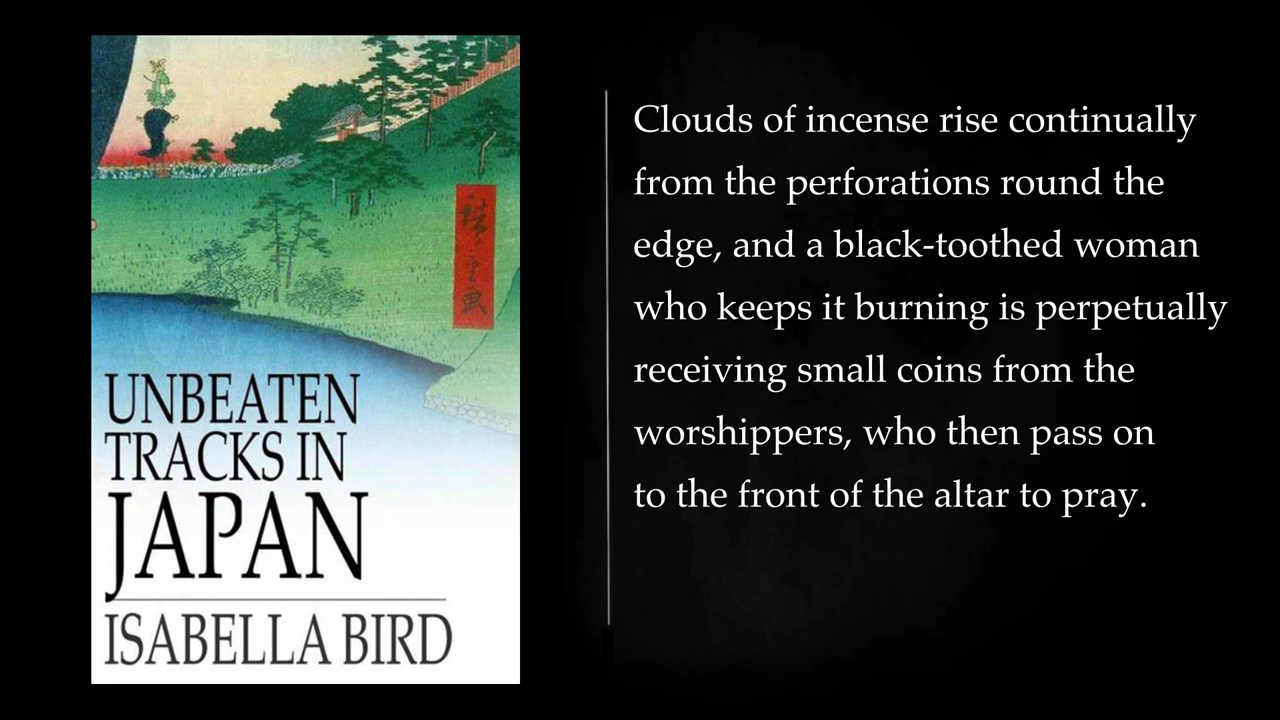 UNBEATEN
TRACKS IN
JAPAN
ISABELLA BIRD
Clouds of incense rise continually
from the perforations round the
edge, and a black-toothed woman
who keeps it burning is perpetually
receiving small coins from the
worshippers, who then pass on
to the front of the altar to pray.